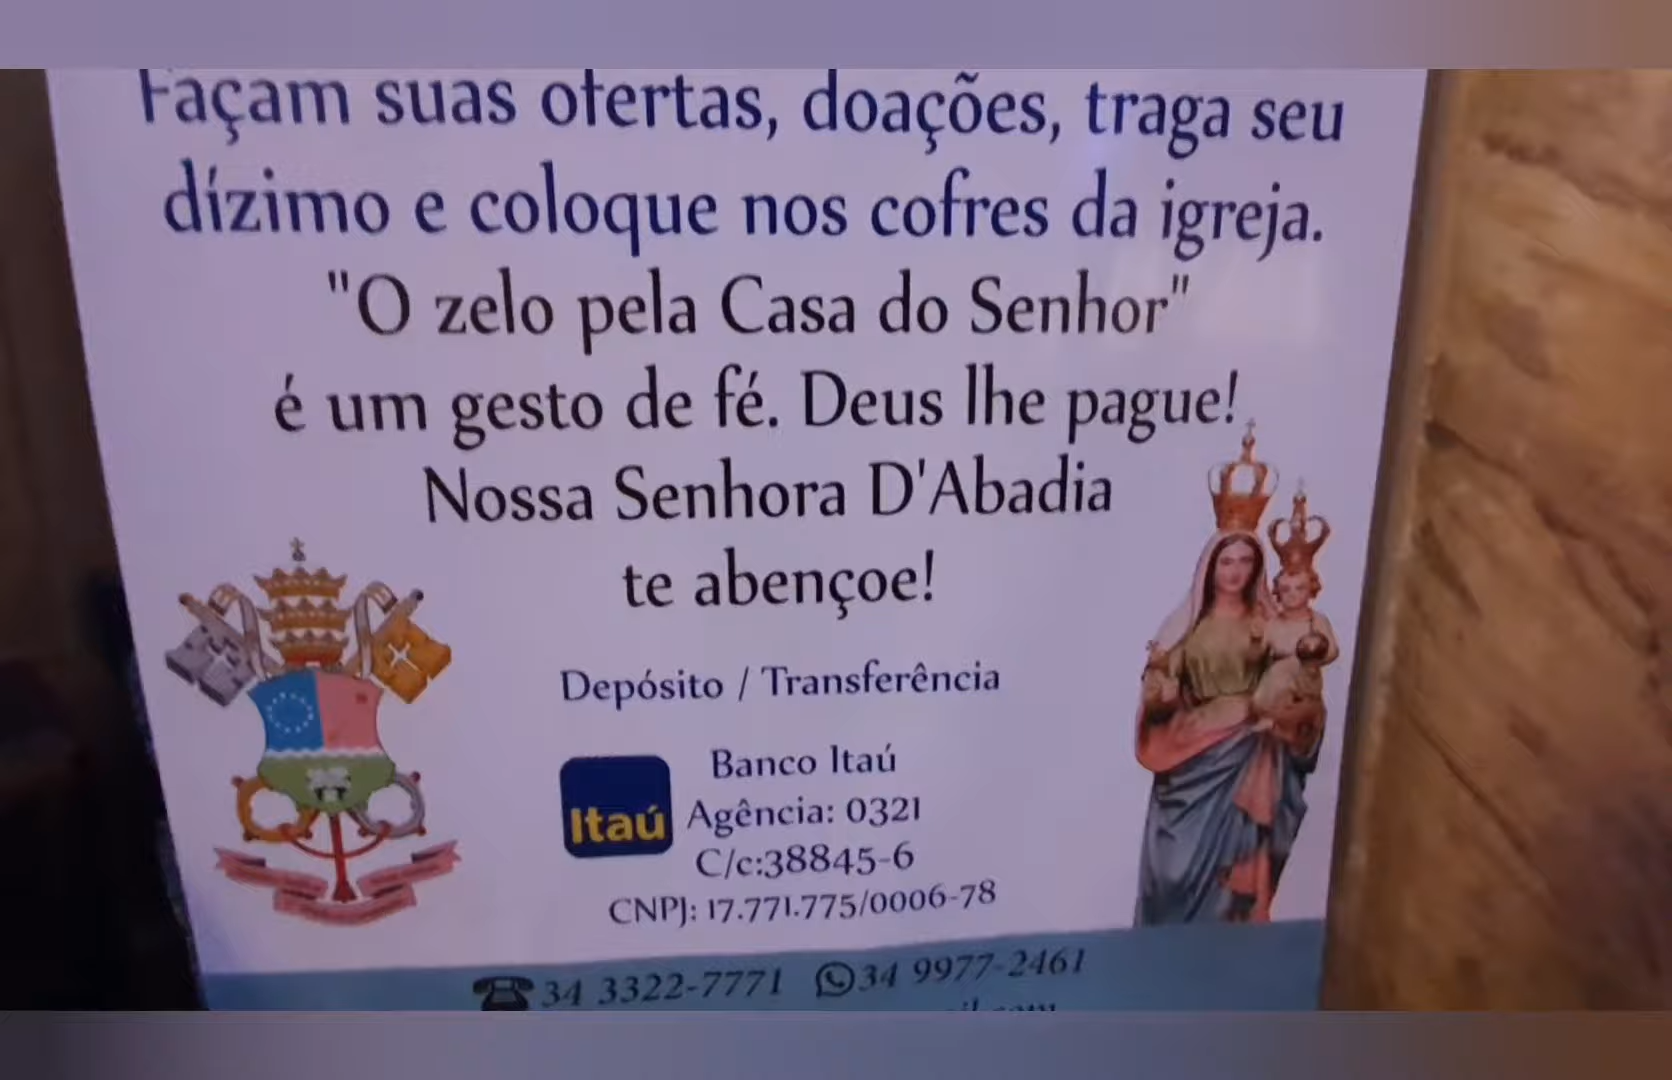 Façam suas ofertas, doações, traga seu
dízimo e coloque nos cofres da igreja.
"O zelo pela Casa do Senhor"
é um gesto de fé. Deus lhe pague!
Nossa Senhora D'Abadia
te abençoe!
Depósito / Transferência
Itaú
Banco Itaú
Agência: 0321
C/c:38845-6
CNPJ: 17.771.775/0006-78
34 3322-7771 34 9977-2461